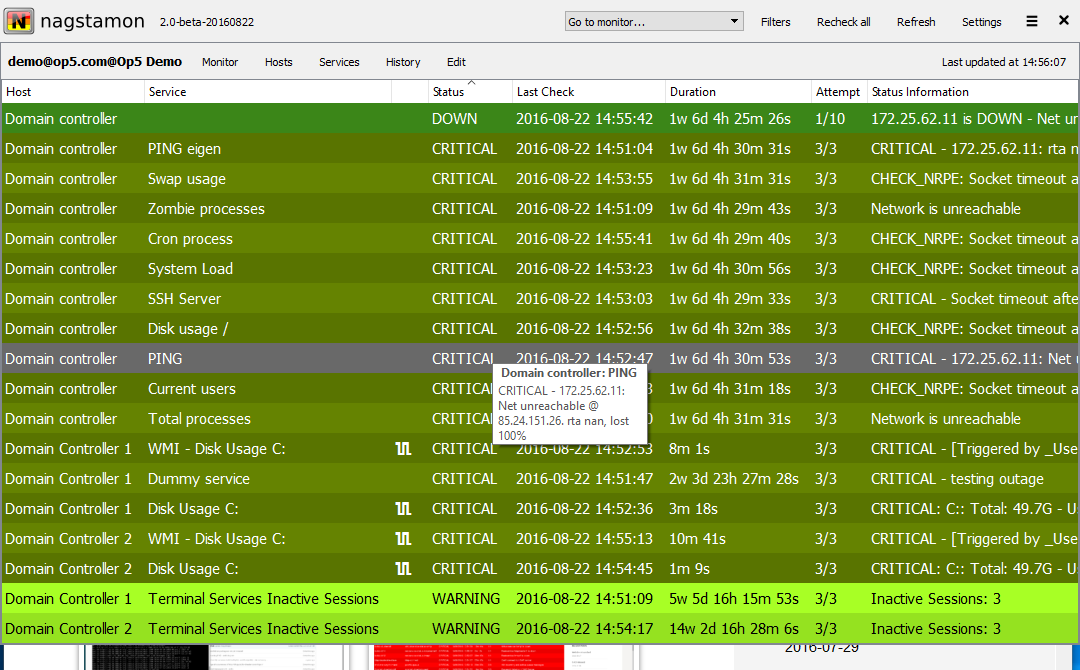 nagstamon 2.0-beta-20160822 Go to monitor... Filters Recheck all Refresh Settings
demo@op5.com@Op5 Demo Monitor Hosts Services History Edit Last updated at 14:56:07
Host Service Status Last Check Duration Attempt Status Information
Domain controller DOWN 2016-08-22 14:55:42 1w 6d 4h 25m 26s 1/10 172.25.62.11 is DOWN - Net un
Domain controller PING eigen CRITICAL 2016-08-22 14:51:04 1w 6d 4h 30m 31s 3/3 CRITICAL - 172.25.62.11: rta n
Domain controller Swap usage CRITICAL 2016-08-22 14:53:55 1w 6d 4h 31m 31s 3/3 CHECK_NRPE: Socket timeout a
Domain controller Zombie processes CRITICAL 2016-08-22 14:51:09 1w 6d 4h 29m 43s 3/3 Network is unreachable
Domain controller Cron process CRITICAL 2016-08-22 14:55:41 1w 6d 4h 29m 40s 3/3 CHECK_NRPE: Socket timeout a
Domain controller System Load CRITICAL 2016-08-22 14:53:23 1w 6d 4h 30m 56s 3/3 CHECK_NRPE: Socket timeout a
Domain controller SSH Server CRITICAL 2016-08-22 14:53:03 1w 6d 4h 29m 33s 3/3 CRITICAL - Socket timeout afte
Domain controller Disk usage / CRITICAL 2016-08-22 14:52:56 1w 6d 4h 32m 38s 3/3 CHECK_NRPE: Socket timeout a
Domain controller PING CRITICAL 2016-08-22 14:52:47 1w 6d 4h 30m 53s 3/3 CRITICAL - 172.25.62.11: Net u
Domain controller: PING
CRITICAL - 172.25.62.11:
Net unreachable @
85.24.151.26. rta nan, lost
100%
Domain controller Current users CRITICAL 3 1w 6d 4h 31m 18s 3/3 CHECK_NRPE: Socket timeout a
Domain controller Total processes CRITICAL 0 1w 6d 4h 31m 31s 3/3 Network is unreachable
Domain Controller 1 WMI - Disk Usage C: CRITICAL 2016-08-22 14:52:53 8m 1s 3/3 CRITICAL - [Triggered by _Use
Domain Controller 1 Dummy service CRITICAL 2016-08-22 14:51:47 2w 3d 23h 27m 28s 3/3 CRITICAL - testing outage
Domain Controller 1 Disk Usage C: CRITICAL 2016-08-22 14:52:36 3m 18s 3/3 CRITICAL: C:: Total: 49.7G - U
Domain Controller 2 WMI - Disk Usage C: CRITICAL 2016-08-22 14:55:13 10m 41s 3/3 CRITICAL - [Triggered by _Use
Domain Controller 2 Disk Usage C: CRITICAL 2016-08-22 14:54:45 1m 9s 3/3 CRITICAL: C:: Total: 49.7G - U
Domain Controller 1 Terminal Services Inactive Sessions WARNING 2016-08-22 14:51:09 5w 5d 16h 15m 53s 3/3 Inactive Sessions: 3
Domain Controller 2 Terminal Services Inactive Sessions WARNING 2016-08-22 14:54:17 14w 2d 16h 28m 6s 3/3 Inactive Sessions: 3
2016-07-29